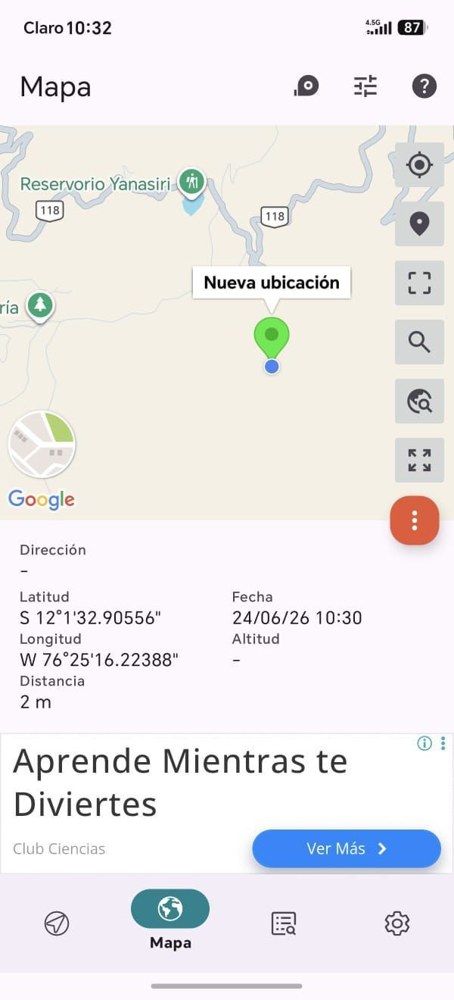 Claro 10:32
4.5G
87
Mapa
Reservorio Yanasiri
118
118
Nueva ubicación
ría
Google
Dirección
-
Latitud
S 12°1'32.90556"
Fecha
24/06/26 10:30
Longitud
W 76°25'16.22388"
Altitud
-
Distancia
2 m
Aprende Mientras te
Diviertes
Club Ciencias
Ver Más
Mapa